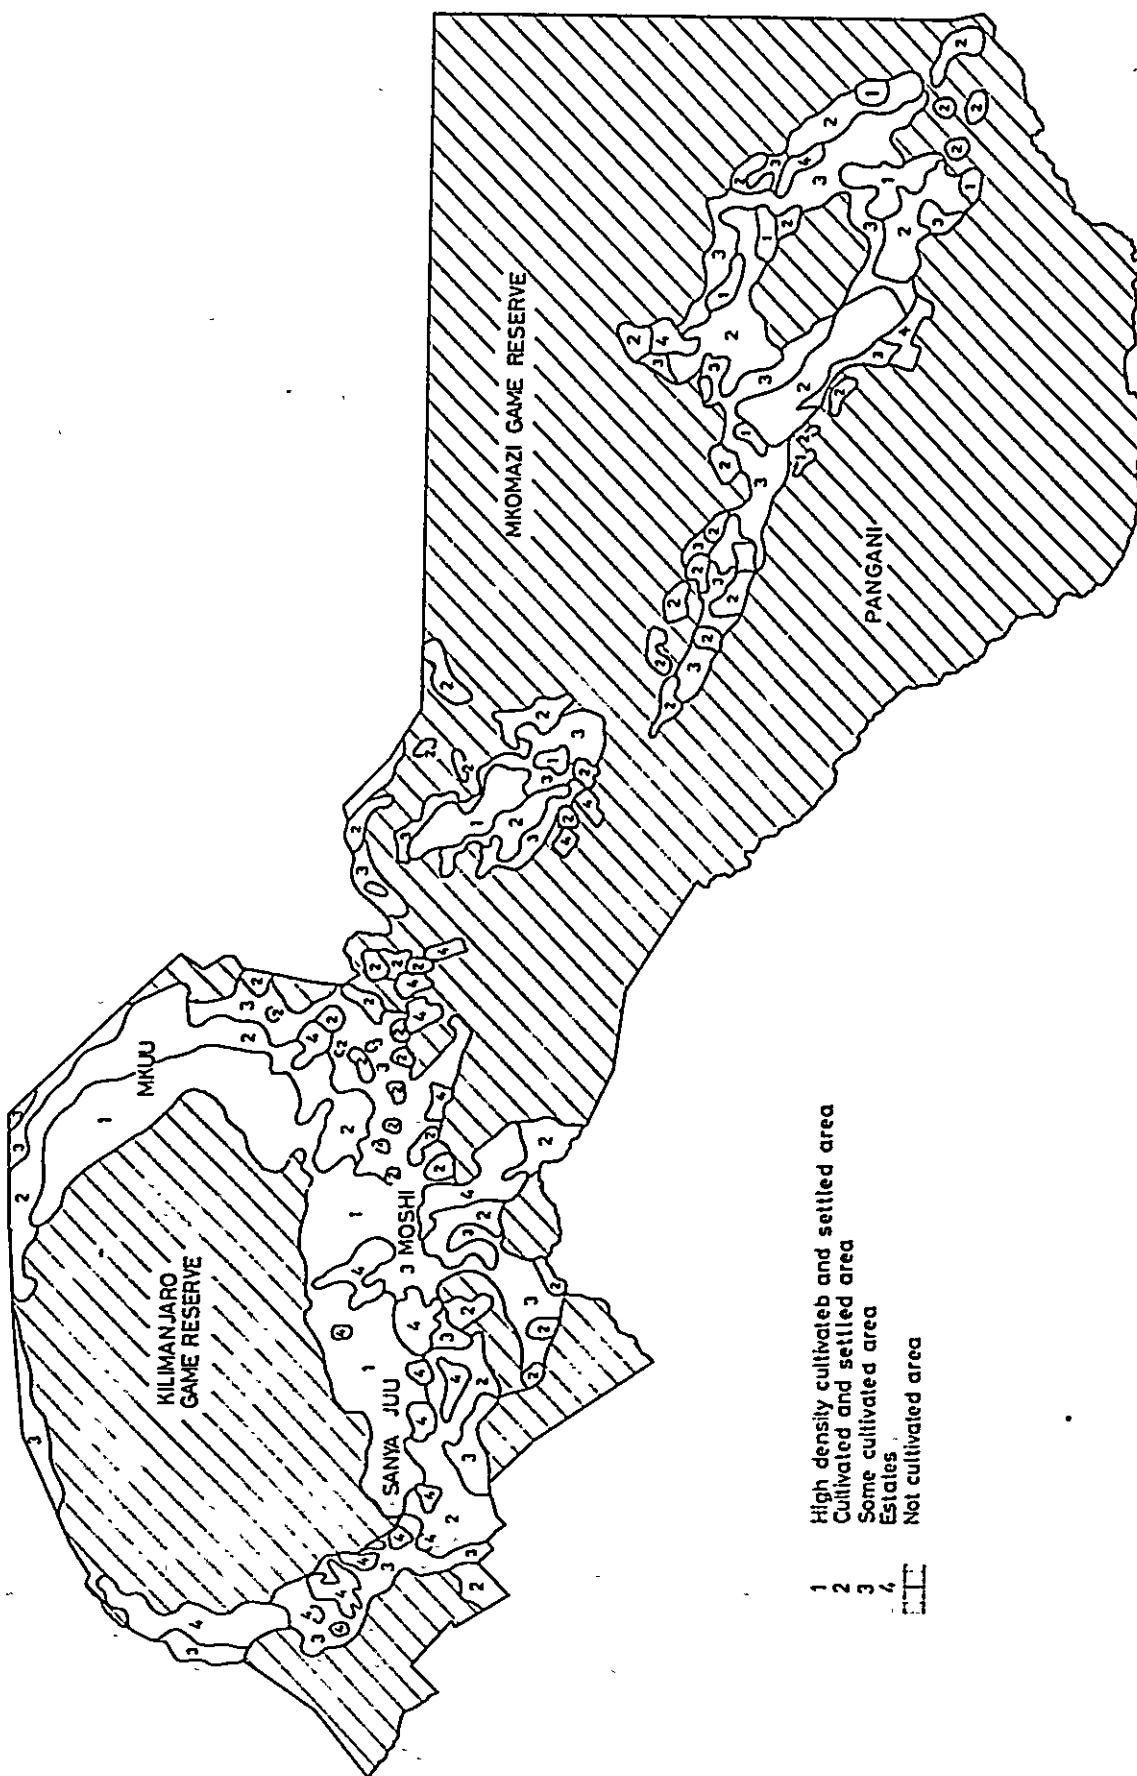 KILIMANJARO
GAME RESERVE
MKUU
SANYA JUU
MOSHI
MKOMAZI GAME RESERVE
PANGANI
1 High density cultivateb and settled area
2 Cultivated and settled area
3 Some cultivated area
4 Estates
Not cultivated area